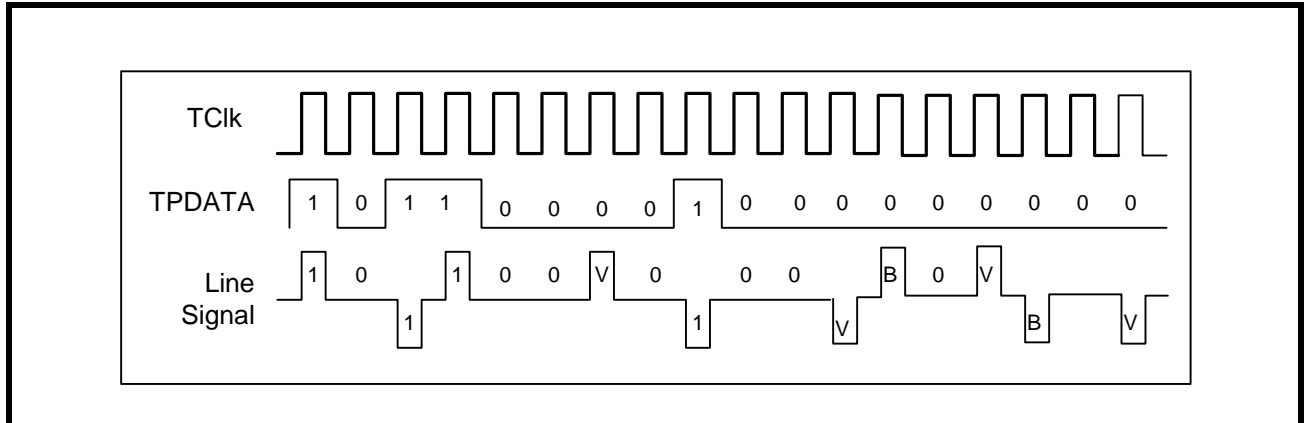 TClk
TPDATA 1 0 1 1 0 0 0 0 1 0 0 0 0 0 0 0 0 0
Line Signal 1 0 1 1 0 0 V 0 1 0 0 V B 0 V B V